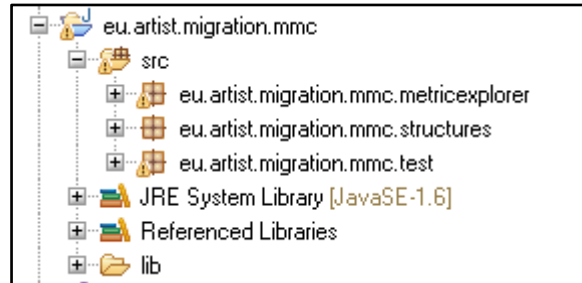 eu.artist.migration.mmc
src
eu.artist.migration.mmc.metricexplorer
eu.artist.migration.mmc.structures
eu.artist.migration.mmc.test
JRE System Library [JavaSE-1.6]
Referenced Libraries
lib